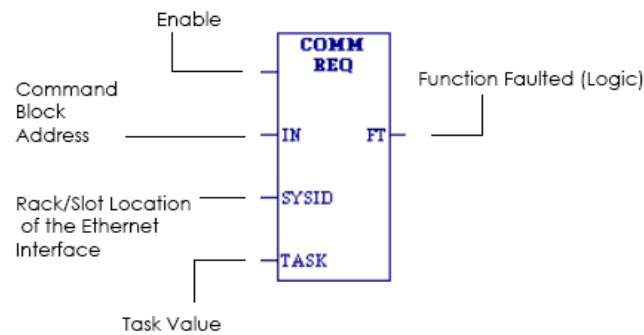 Enable
COMM
REQ
Function Faulted (Logic)
Command
Block
Address
IN
FT
Rack/Slot Location
of the Ethernet
Interface
SYSID
TASK
Task Value